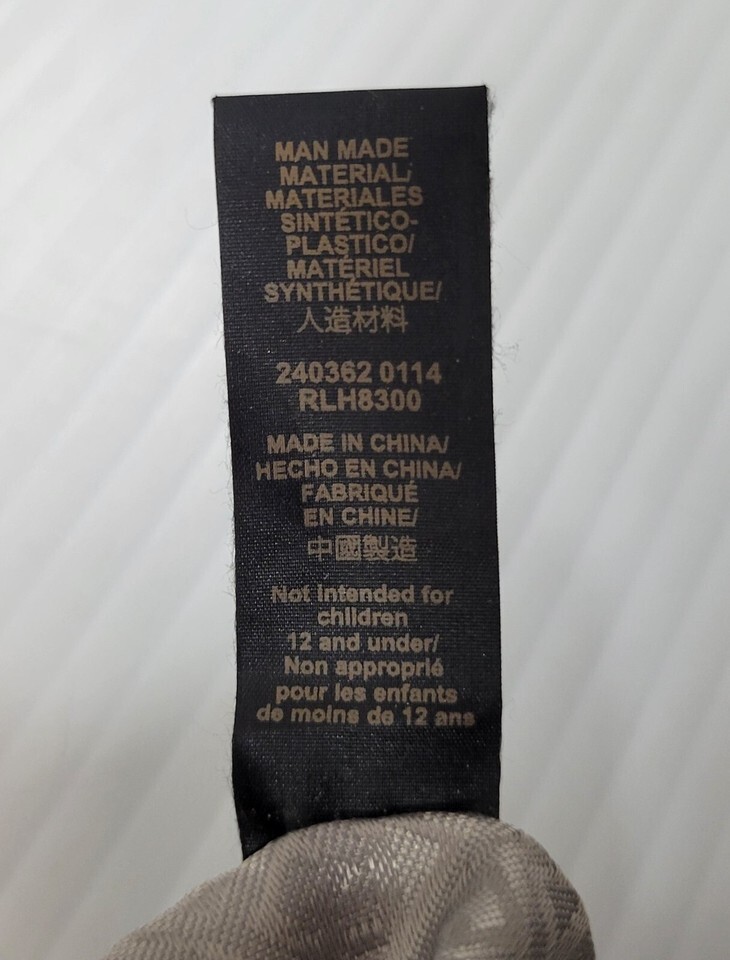 MAN MADE
MATERIAL/
MATERIALES
SINTÉTICO-
PLASTICO/
MATÉRIEL
SYNTHÉTIQUE/
人造材料
240362 0114
RLH8300
MADE IN CHINA/
HECHO EN CHINA/
FABRIQUÉ
EN CHINE/
中國製造
Not Intended for
children
12 and under/
Non approprié
pour les enfants
de moins de 12 ans